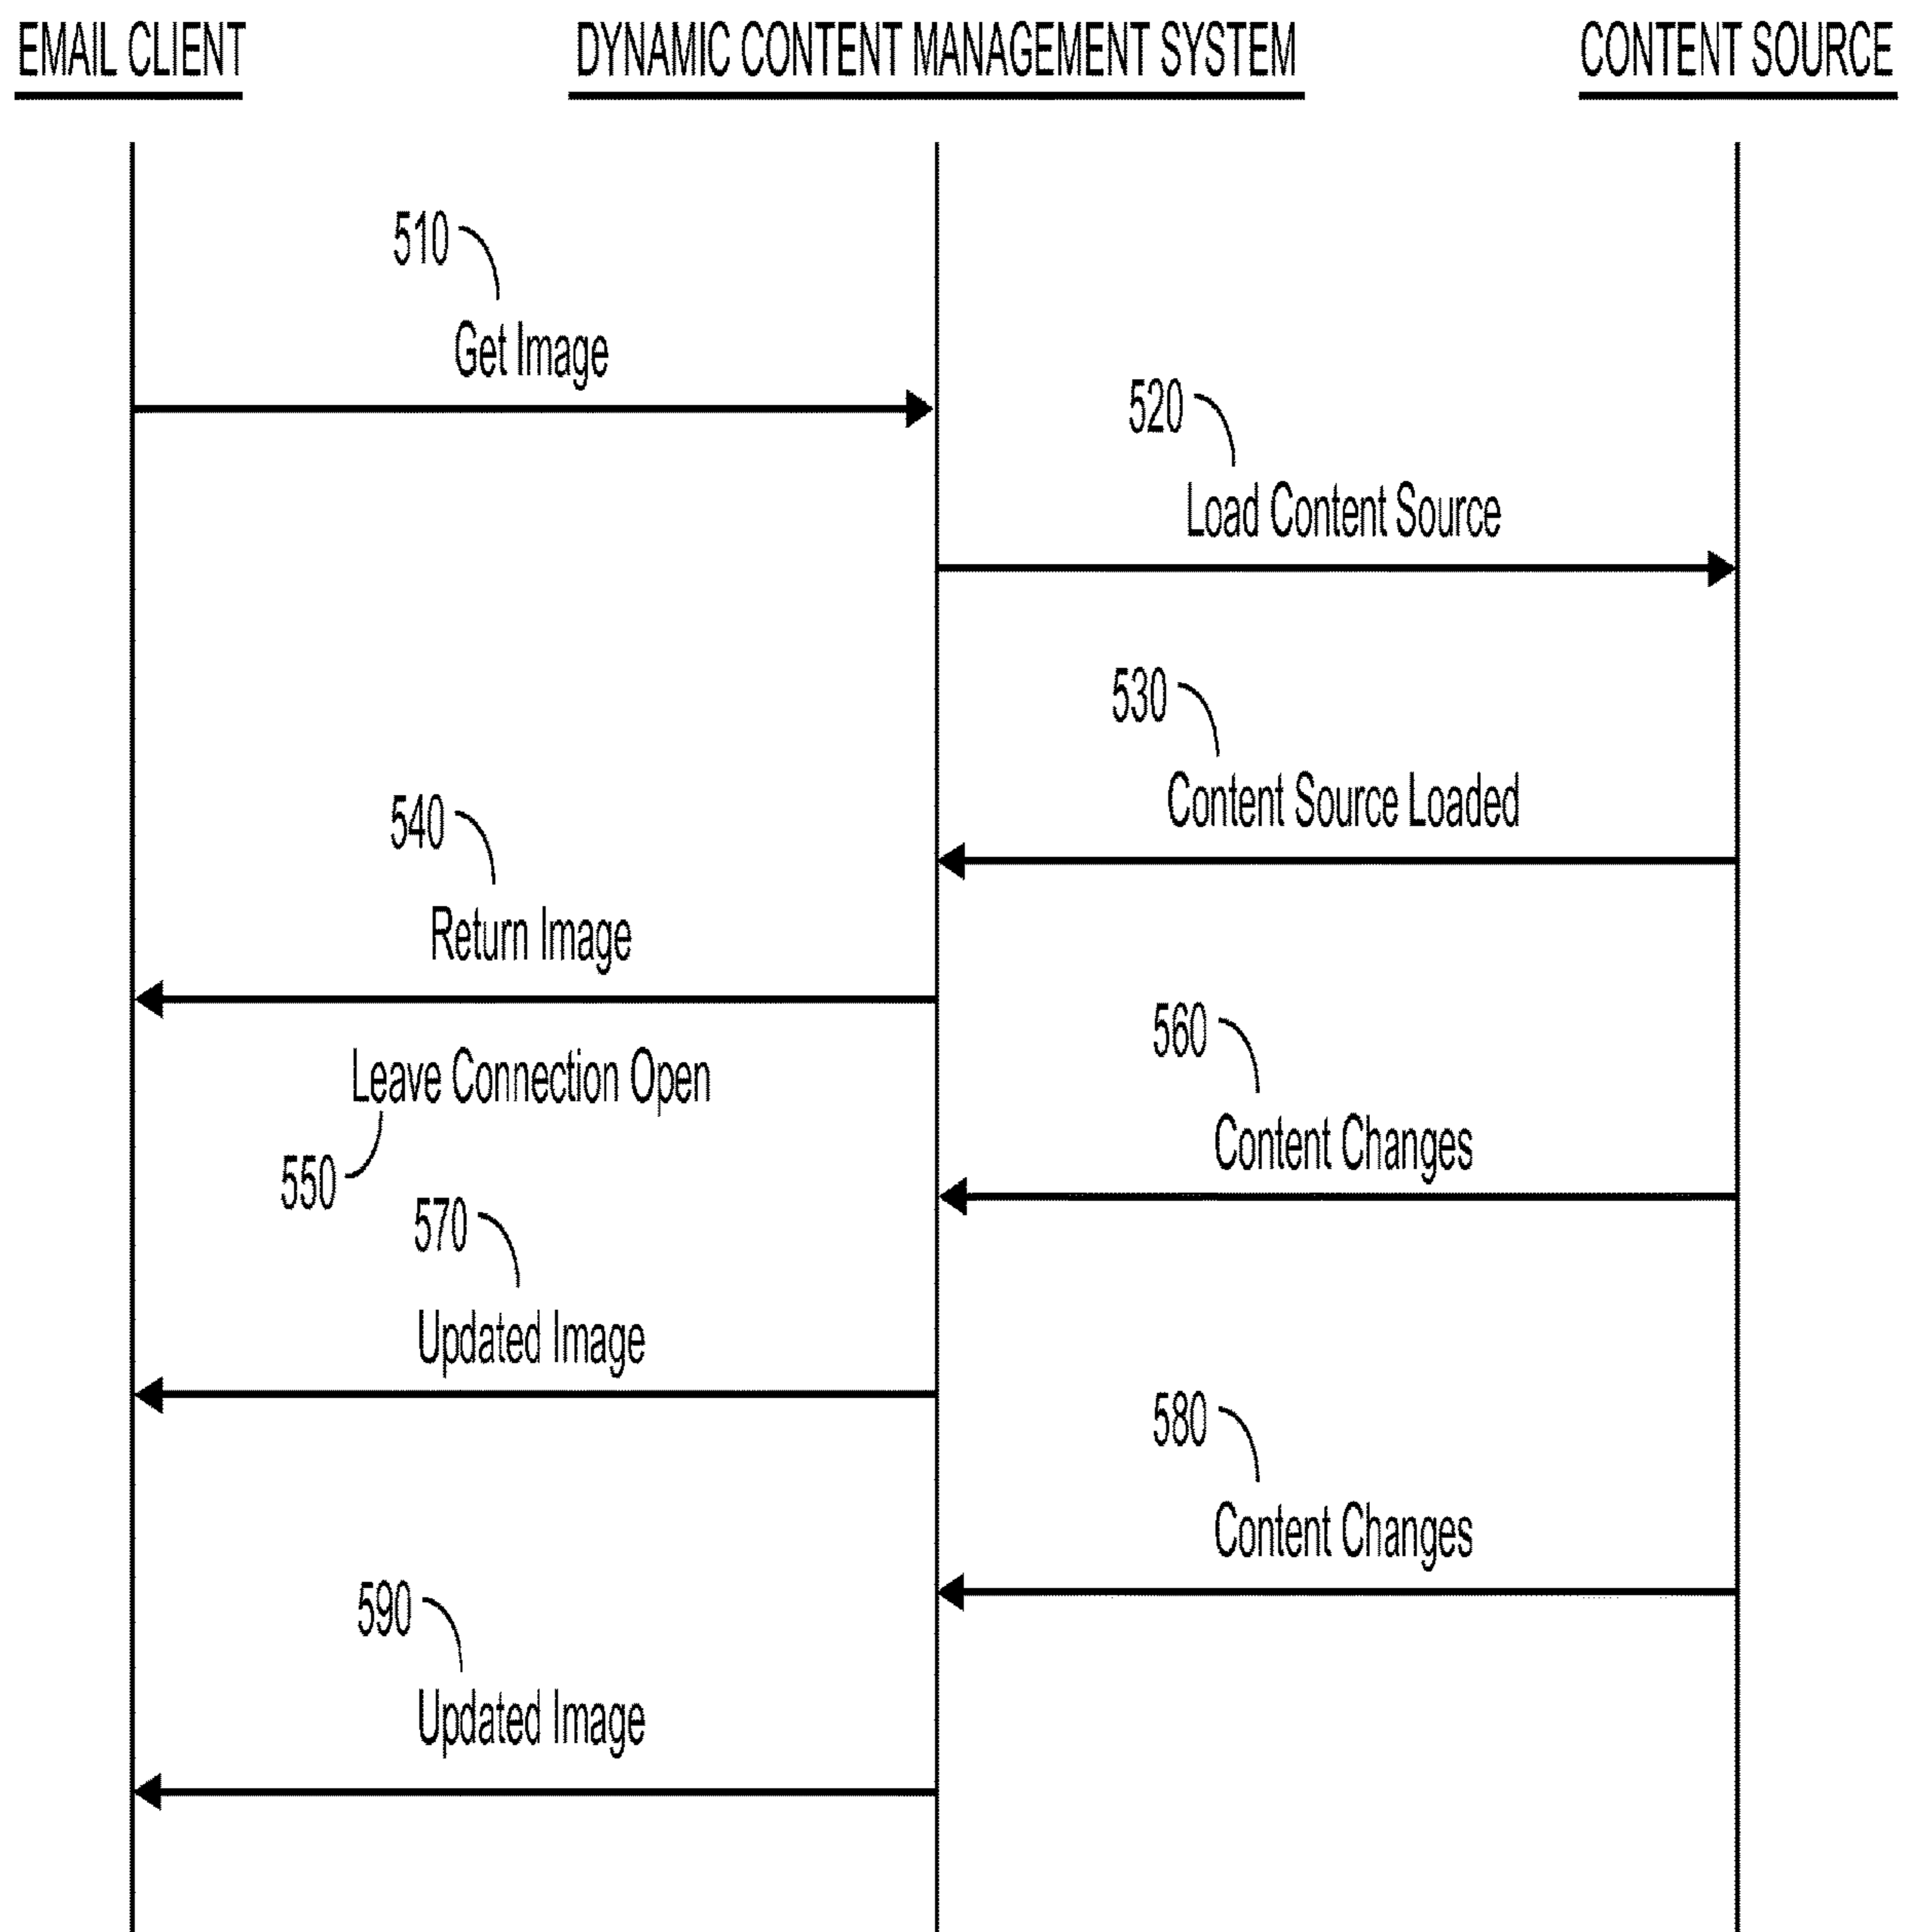 EMAIL CLIENT
DYNAMIC CONTENT MANAGEMENT SYSTEM
CONTENT SOURCE
510
Get Image
520
Load Content Source
530
Content Source Loaded
540
Return Image
Leave Connection Open
550
560
Content Changes
570
Updated Image
580
Content Changes
590
Updated Image